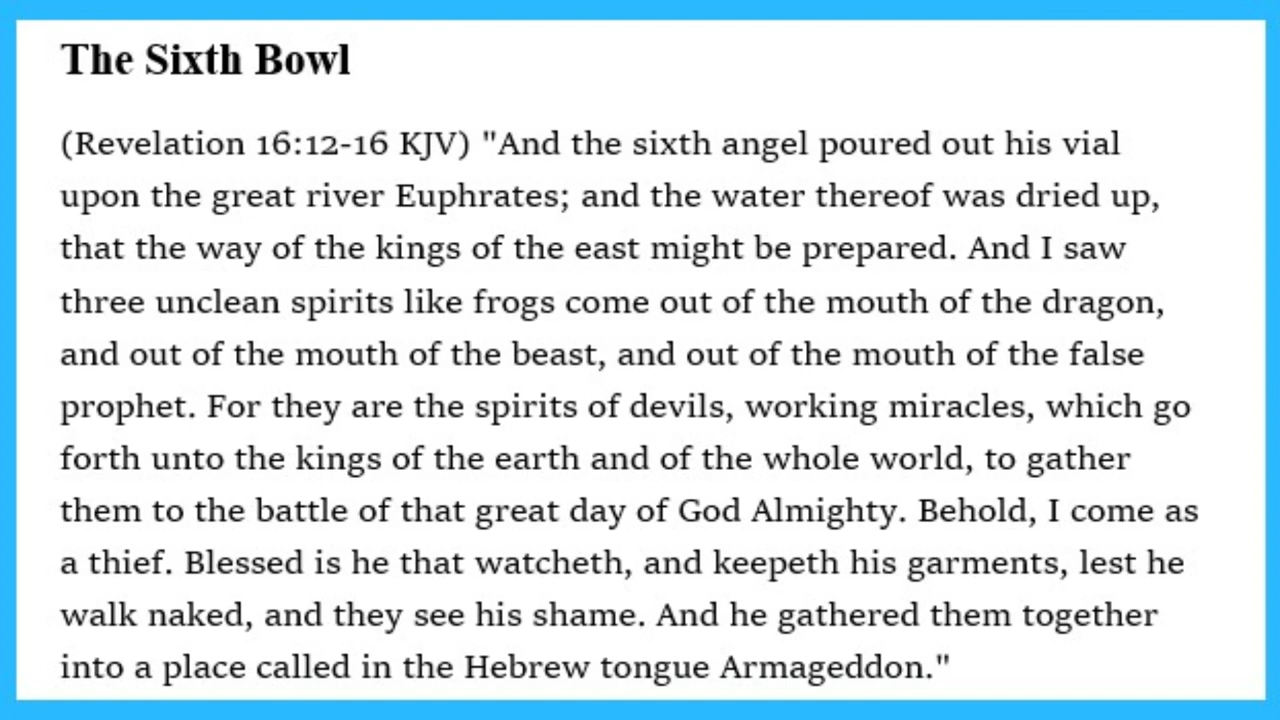 The Sixth Bowl
(Revelation 16:12-16 KJV) "And the sixth angel poured out his vial
upon the great river Euphrates; and the water thereof was dried up,
that the way of the kings of the east might be prepared. And I saw
three unclean spirits like frogs come out of the mouth of the dragon,
and out of the mouth of the beast, and out of the mouth of the false
prophet. For they are the spirits of devils, working miracles, which go
forth unto the kings of the earth and of the whole world, to gather
them to the battle of that great day of God Almighty. Behold, I come as
a thief. Blessed is he that watcheth, and keepeth his garments, lest he
walk naked, and they see his shame. And he gathered them together
into a place called in the Hebrew tongue Armageddon."